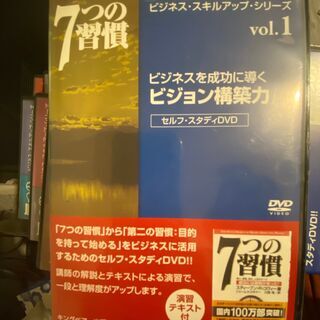 7つの習慣
ビジネス・スキルアップ・シリーズ
vol.1
ビジネスを成功に導く
ビジョン構築力
セルフ・スタディDVD
DVD
VIDEO
「7つの習慣」から「第二の習慣：目的
を持って始める」をビジネスに活用
するためのセルフ・スタディDVD!!
講師の解説とテキストによる演習で、
一段と理解度がアップします。
演習
テキスト
付
7つの
習慣
国内100万部突破！